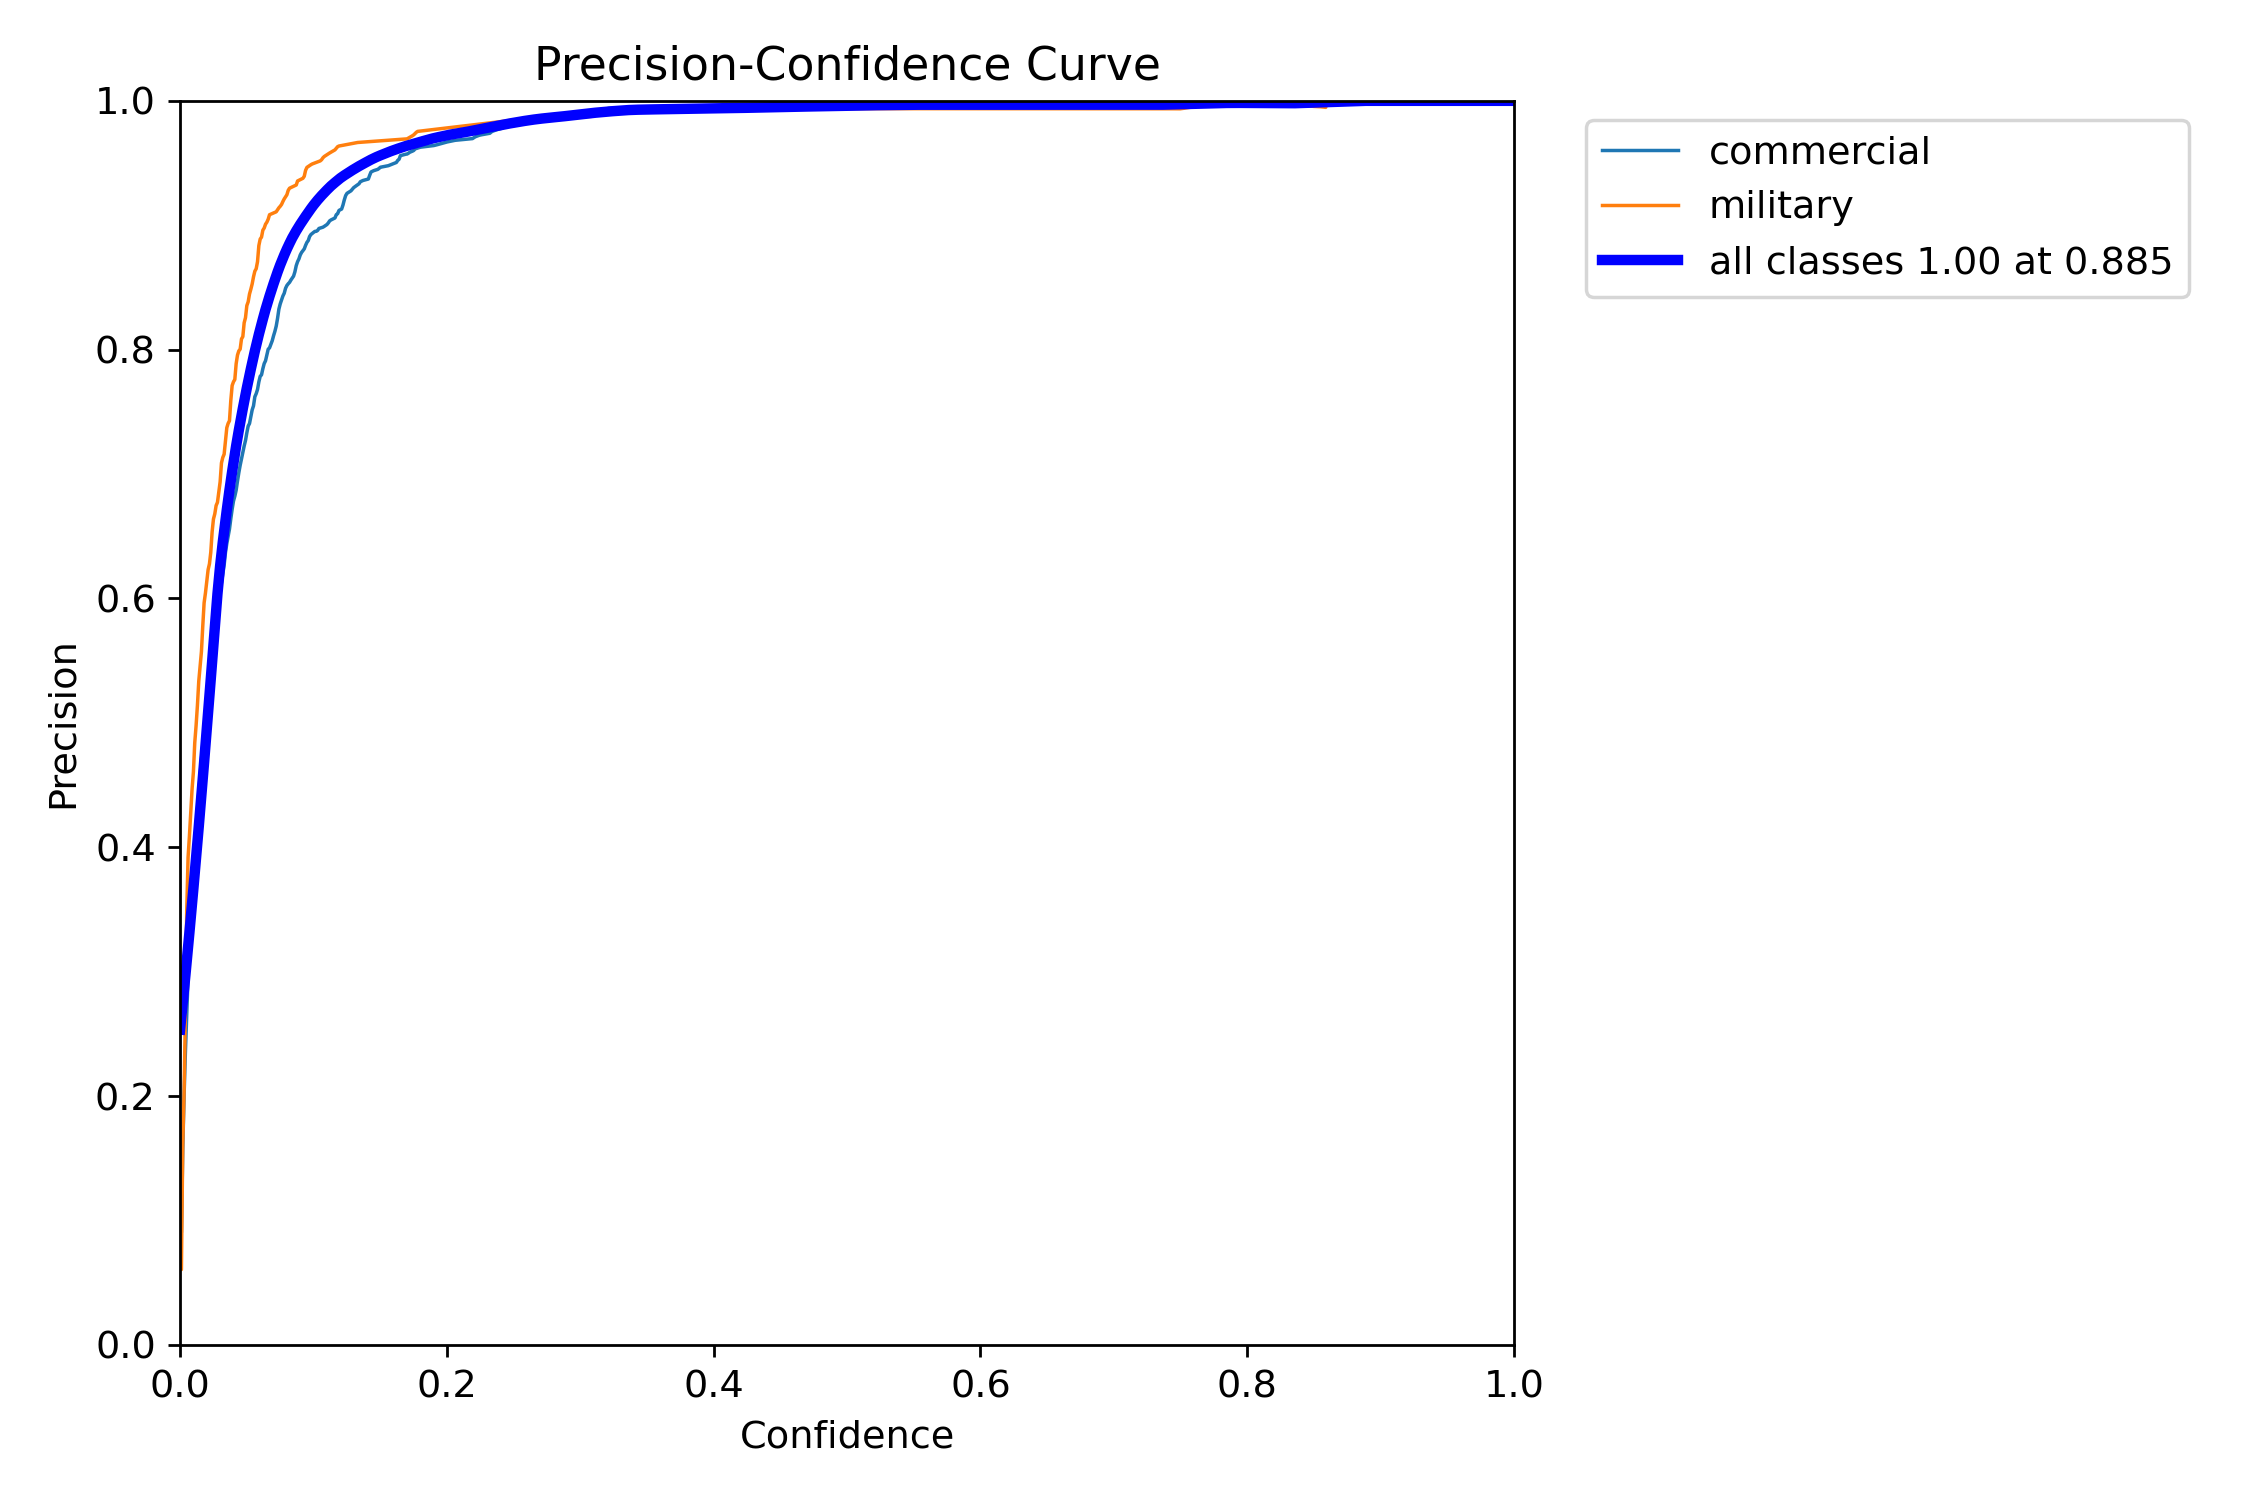 Precision-Confidence Curve
commercial
military
all classes 1.00 at 0.885
1.0
0.8
0.6
0.4
0.2
0.0
Precision
0.0 0.2 0.4 0.6 0.8 1.0
Confidence